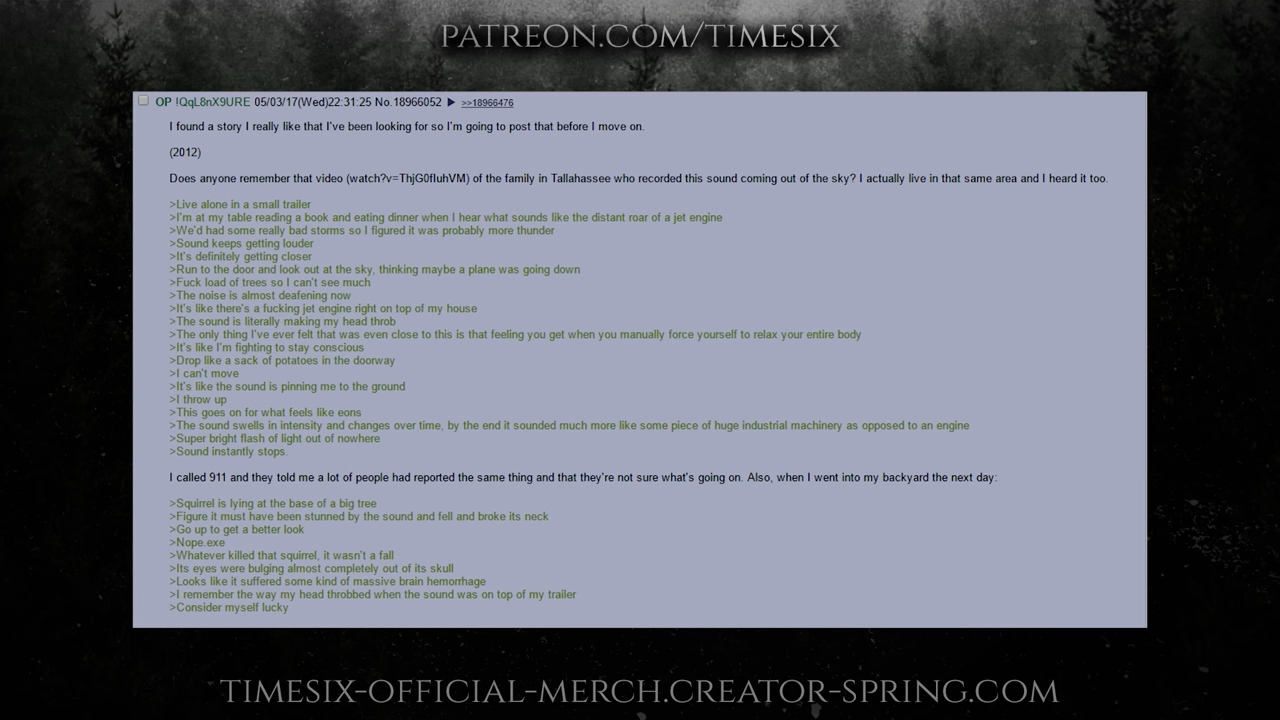 PATREON.COM/TIMESIX
OP !QqL8nX9URE 05/03/17(Wed)22:31:25 No.18966052 ▶ >>18966476
I found a story I really like that I've been looking for so I'm going to post that before I move on.
(2012)
Does anyone remember that video (watch?v=ThjG0fluhVM) of the family in Tallahassee who recorded this sound coming out of the sky? I actually live in that same area and I heard it too.
>Live alone in a small trailer
>I'm at my table reading a book and eating dinner when I hear what sounds like the distant roar of a jet engine
>We'd had some really bad storms so I figured it was probably more thunder
>Sound keeps getting louder
>It's definitely getting closer
>Run to the door and look out at the sky, thinking maybe a plane was going down
>Fuck load of trees so I can't see much
>The noise is almost deafening now
>It's like there's a fucking jet engine right on top of my house
>The sound is literally making my head throb
>The only thing I've ever felt that was even close to this is that feeling you get when you manually force yourself to relax your entire body
>It's like I'm fighting to stay conscious
>Drop like a sack of potatoes in the doorway
>I can't move
>It's like the sound is pinning me to the ground
>I throw up
>This goes on for what feels like eons
>The sound swells in intensity and changes over time, by the end it sounded much more like some piece of huge industrial machinery as opposed to an engine
>Super bright flash of light out of nowhere
>Sound instantly stops.
I called 911 and they told me a lot of people had reported the same thing and that they're not sure what's going on. Also, when I went into my backyard the next day:
>Squirrel is lying at the base of a big tree
>Figure it must have been stunned by the sound and fell and broke its neck
>Go up to get a better look
>Nope.exe
>Whatever killed that squirrel, it wasn't a fall
>Its eyes were bulging almost completely out of its skull
>Looks like it suffered some kind of massive brain hemorrhage
>I remember the way my head throbbed when the sound was on top of my trailer
>Consider myself lucky
TIMESIX-OFFICIAL-MERCH.CREATOR-SPRING.COM